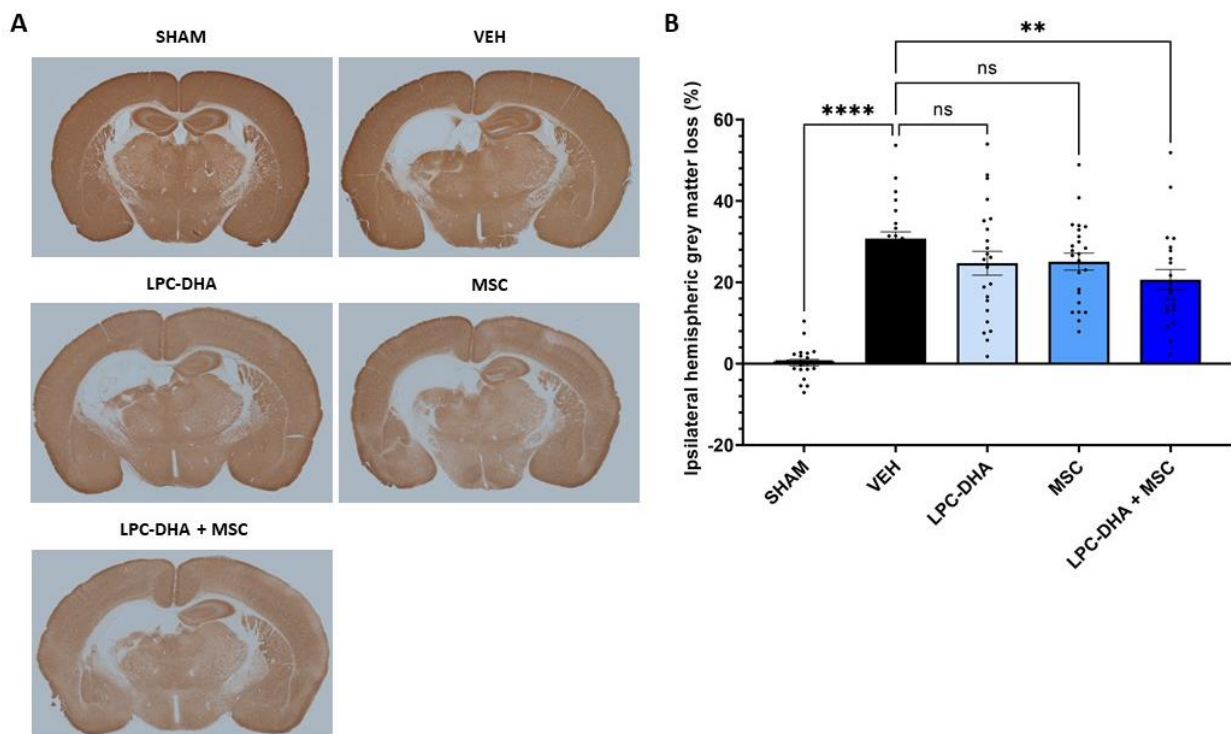 A
SHAM
VEH
LPC-DHA
MSC
LPC-DHA + MSC
B
**
ns
****
ns
Ipsilateral hemispheric grey matter loss (%)
60
40
20
0
-20
SHAM
VEH
LPC-DHA
MSC
LPC-DHA + MSC